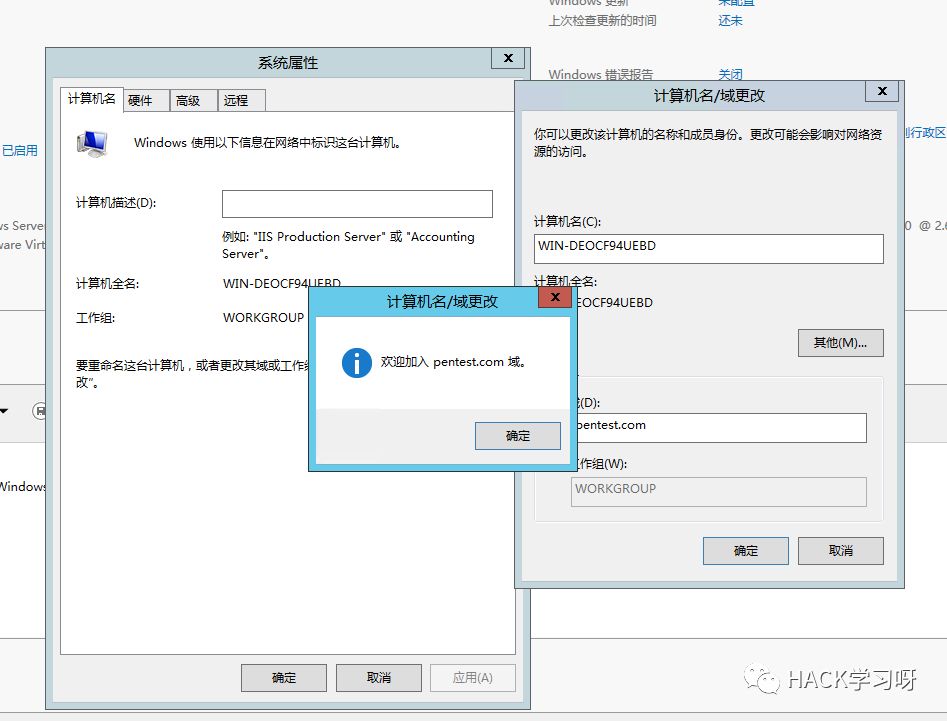 Windows 更新
未配置
上次检查更新的时间
还未
Windows 错误报告
关闭
已启用
系统属性
计算机名
硬件
高级
远程
Windows 使用以下信息在网络中标识这台计算机。
计算机描述(D):
例如: "IIS Production Server" 或 "Accounting
Server"。
计算机全名:
WIN-DEOCF94UEBD
工作组:
WORKGROUP
要重命名这台计算机，或者更改其域或工作
改"。
确定
取消
应用(A)
计算机名/域更改
你可以更改该计算机的名称和成员身份。更改可能会影响对网络资
源的访问。
计算机名(C):
WIN-DEOCF94UEBD
计算机全名:
EOCF94UEBD
其他(M)...
(D):
pentest.com
工作组(W):
WORKGROUP
确定
取消
计算机名/域更改
欢迎加入 pentest.com 域。
确定
行政区
ws Serve
ware Virt
0 @ 2.6
Windows
HACK学习呀